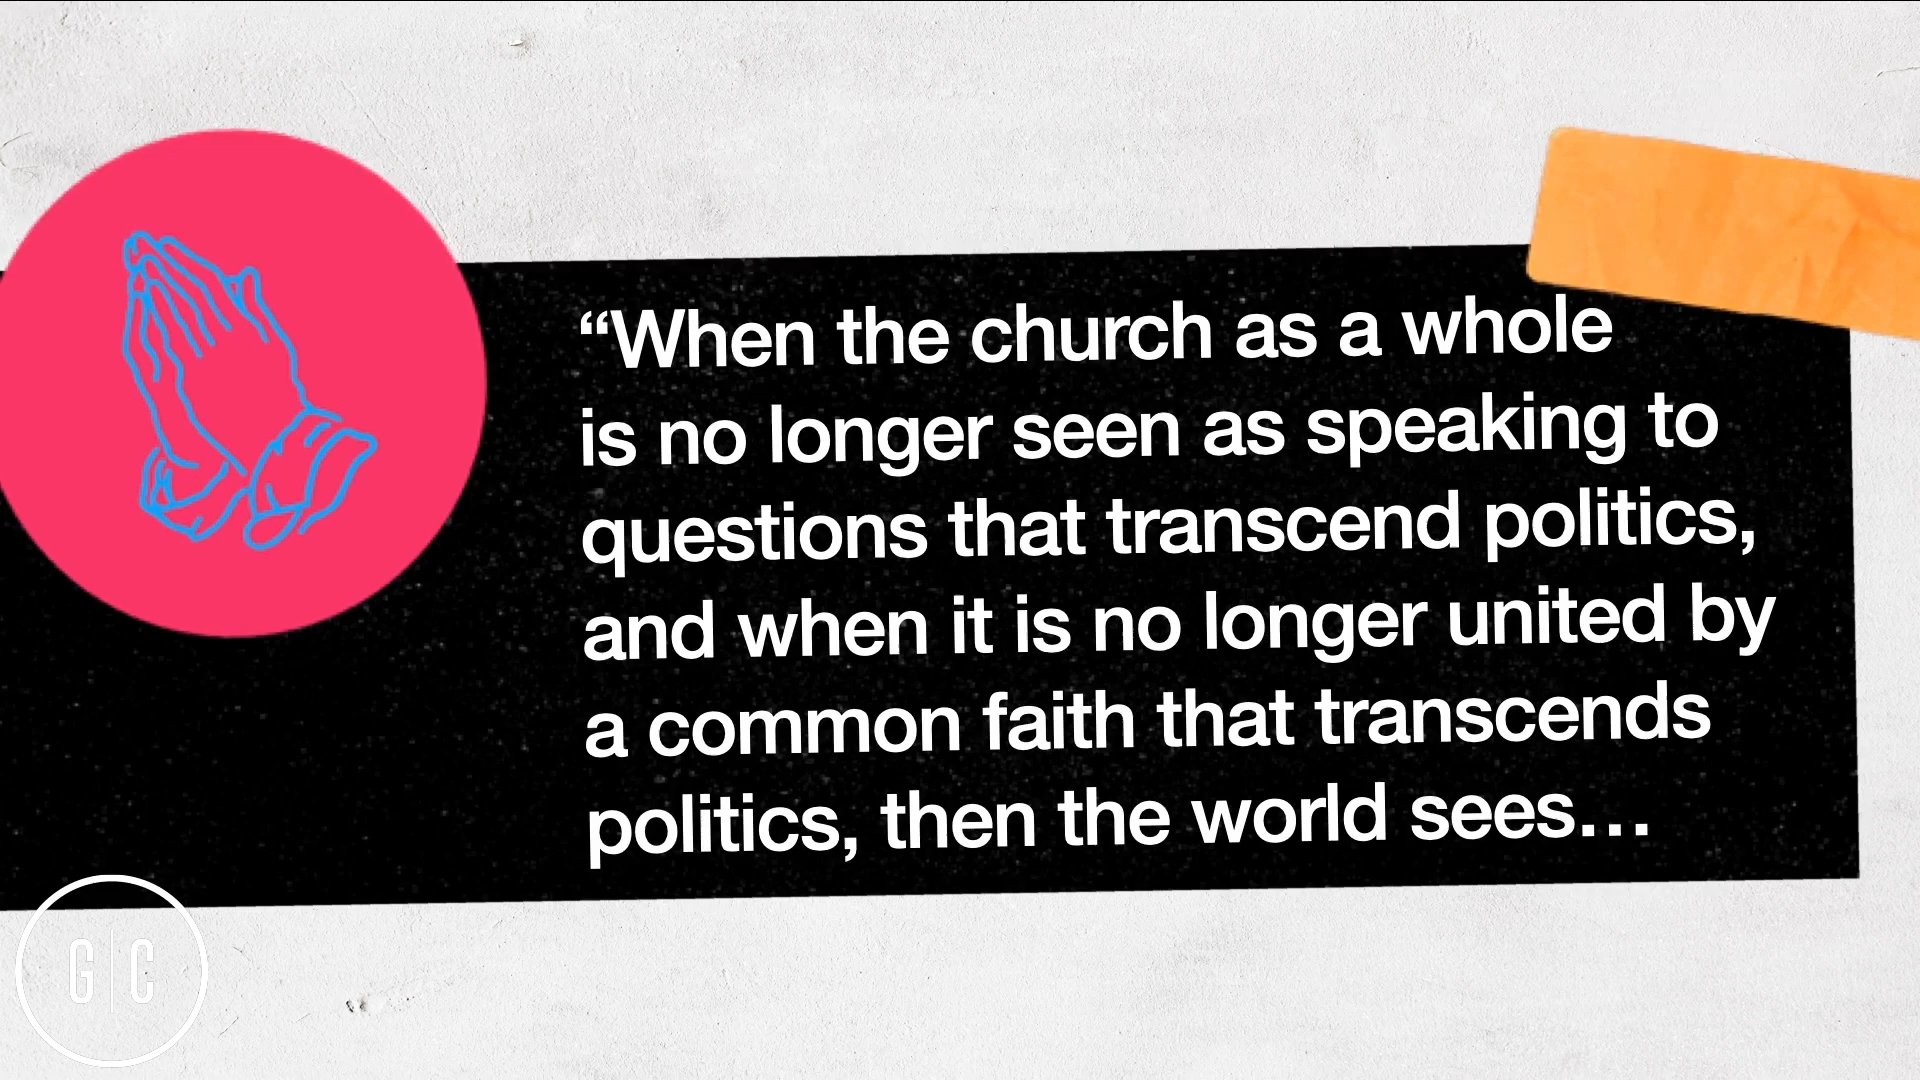 “When the church as a whole
is no longer seen as speaking to
questions that transcend politics,
and when it is no longer united by
a common faith that transcends
politics, then the world sees…
G|C